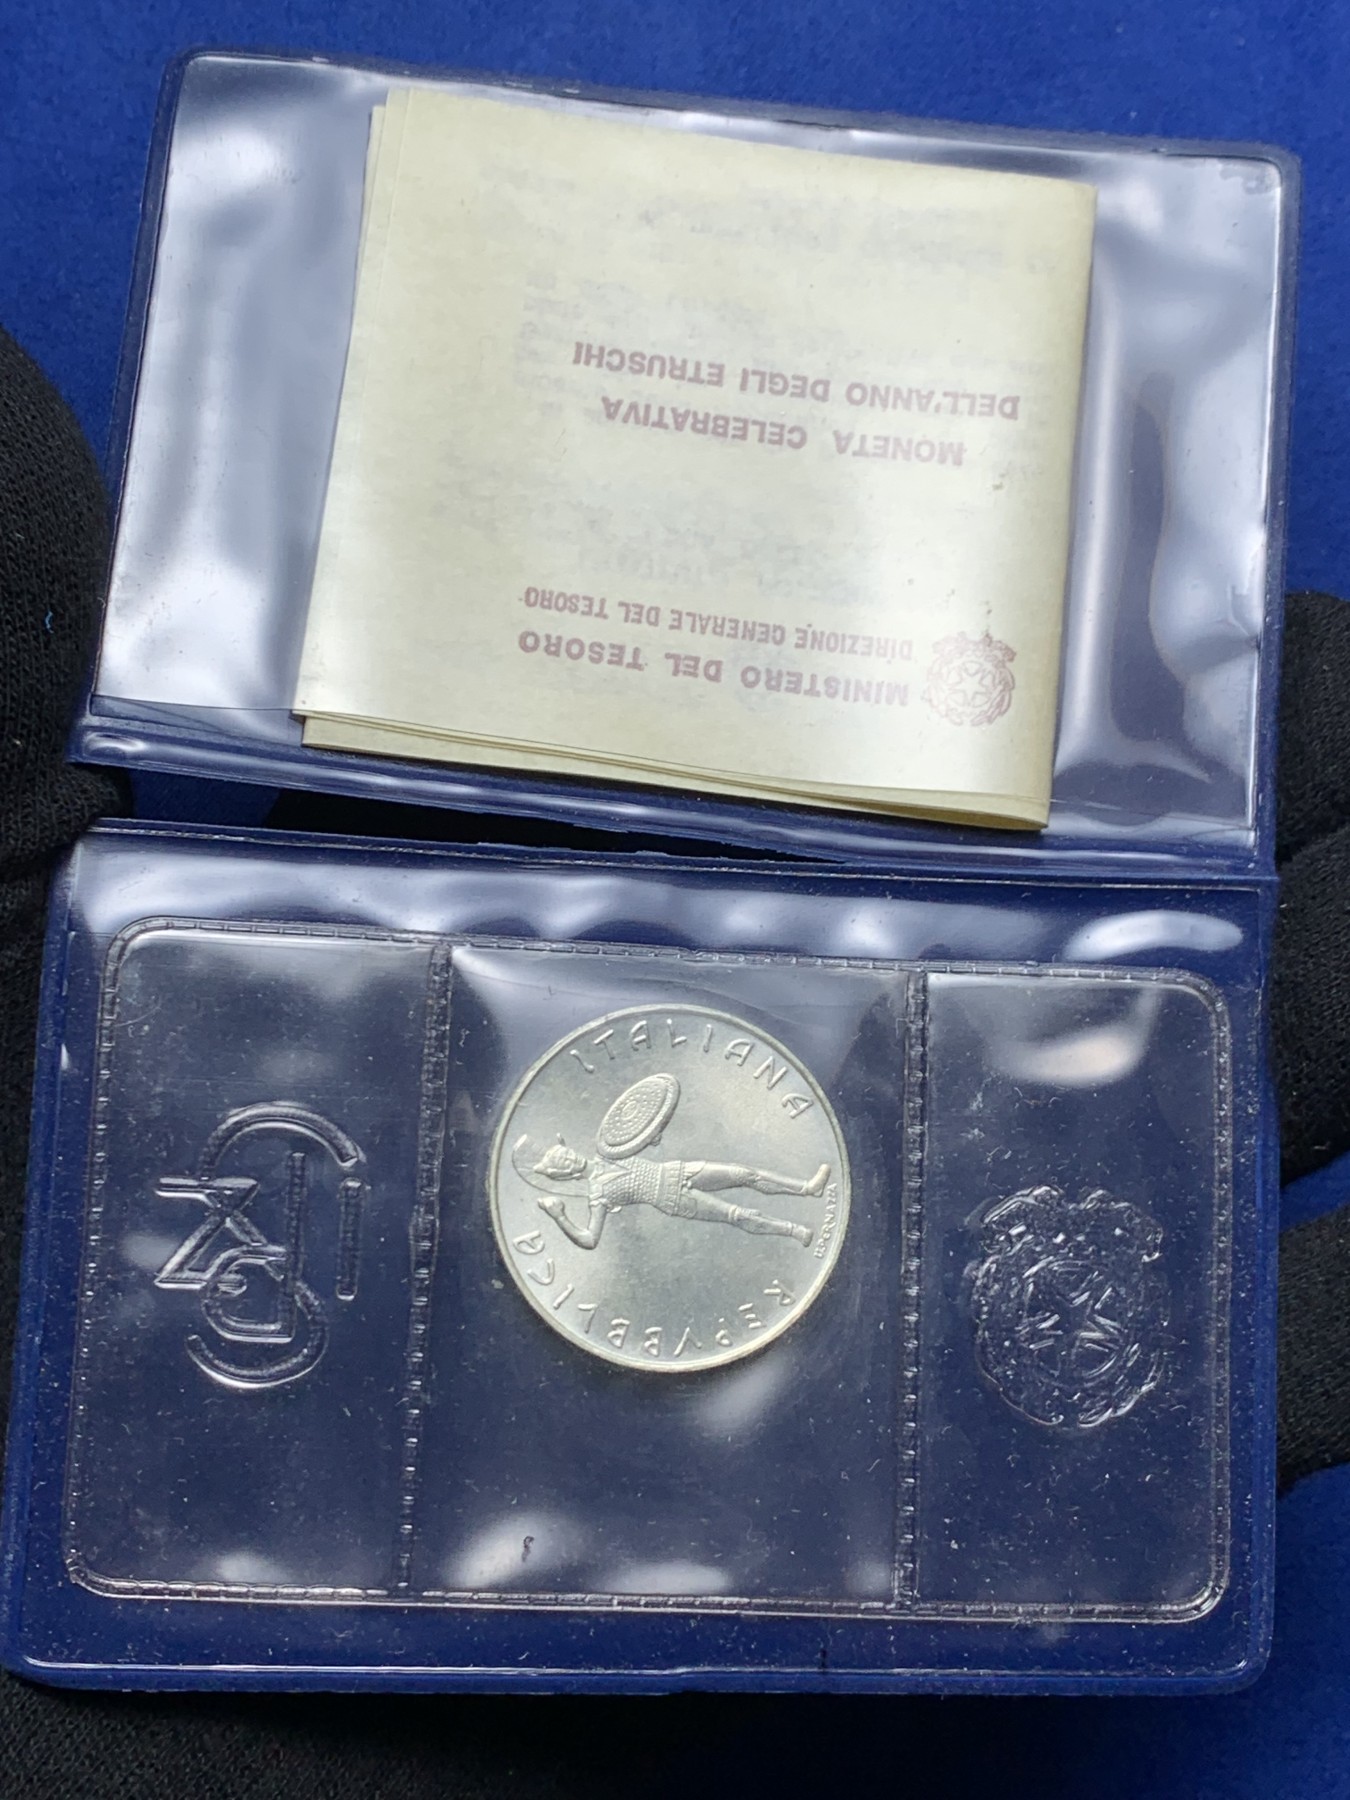 MINISTERO DEL TESORO
DIREZIONE GENERALE DEL TESORO
MONETA CELEBRATIVA
DELL'ANNO DEGLI ETRUSCHI
REPVBBLICA ITALIANA